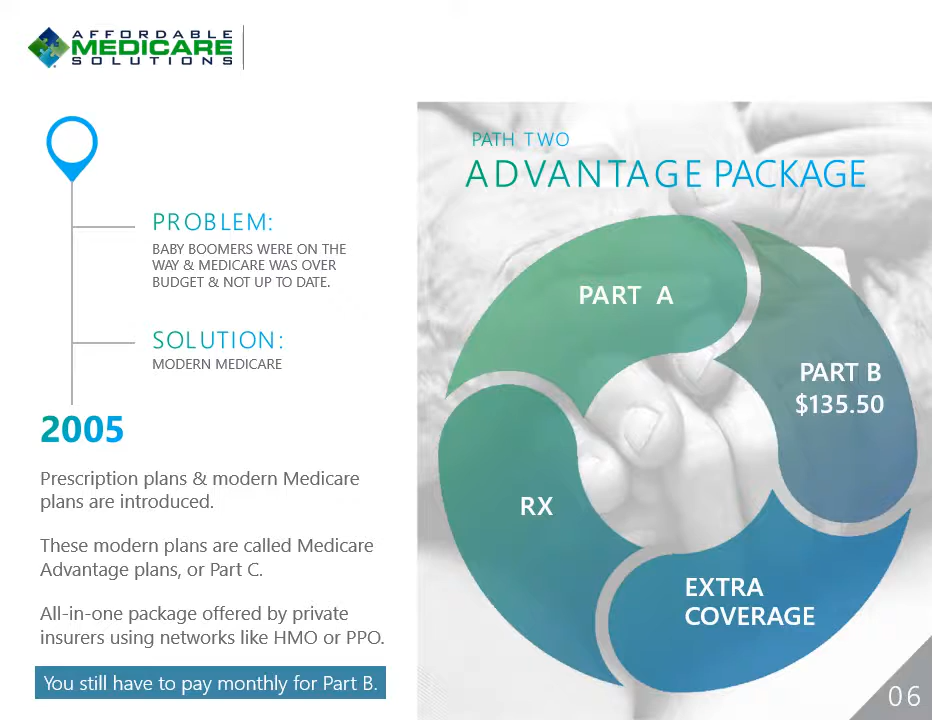 AFFORDABLE
MEDICARE
SOLUTIONS
PROBLEM:
BABY BOOMERS WERE ON THE
WAY & MEDICARE WAS OVER
BUDGET & NOT UP TO DATE.
SOLUTION:
MODERN MEDICARE
2005
Prescription plans & modern Medicare
plans are introduced.
These modern plans are called Medicare
Advantage plans, or Part C.
All-in-one package offered by private
insurers using networks like HMO or PPO.
You still have to pay monthly for Part B.
PATH TWO
ADVANTAGE PACKAGE
PART A
PART B
$135.50
RX
EXTRA
COVERAGE
06